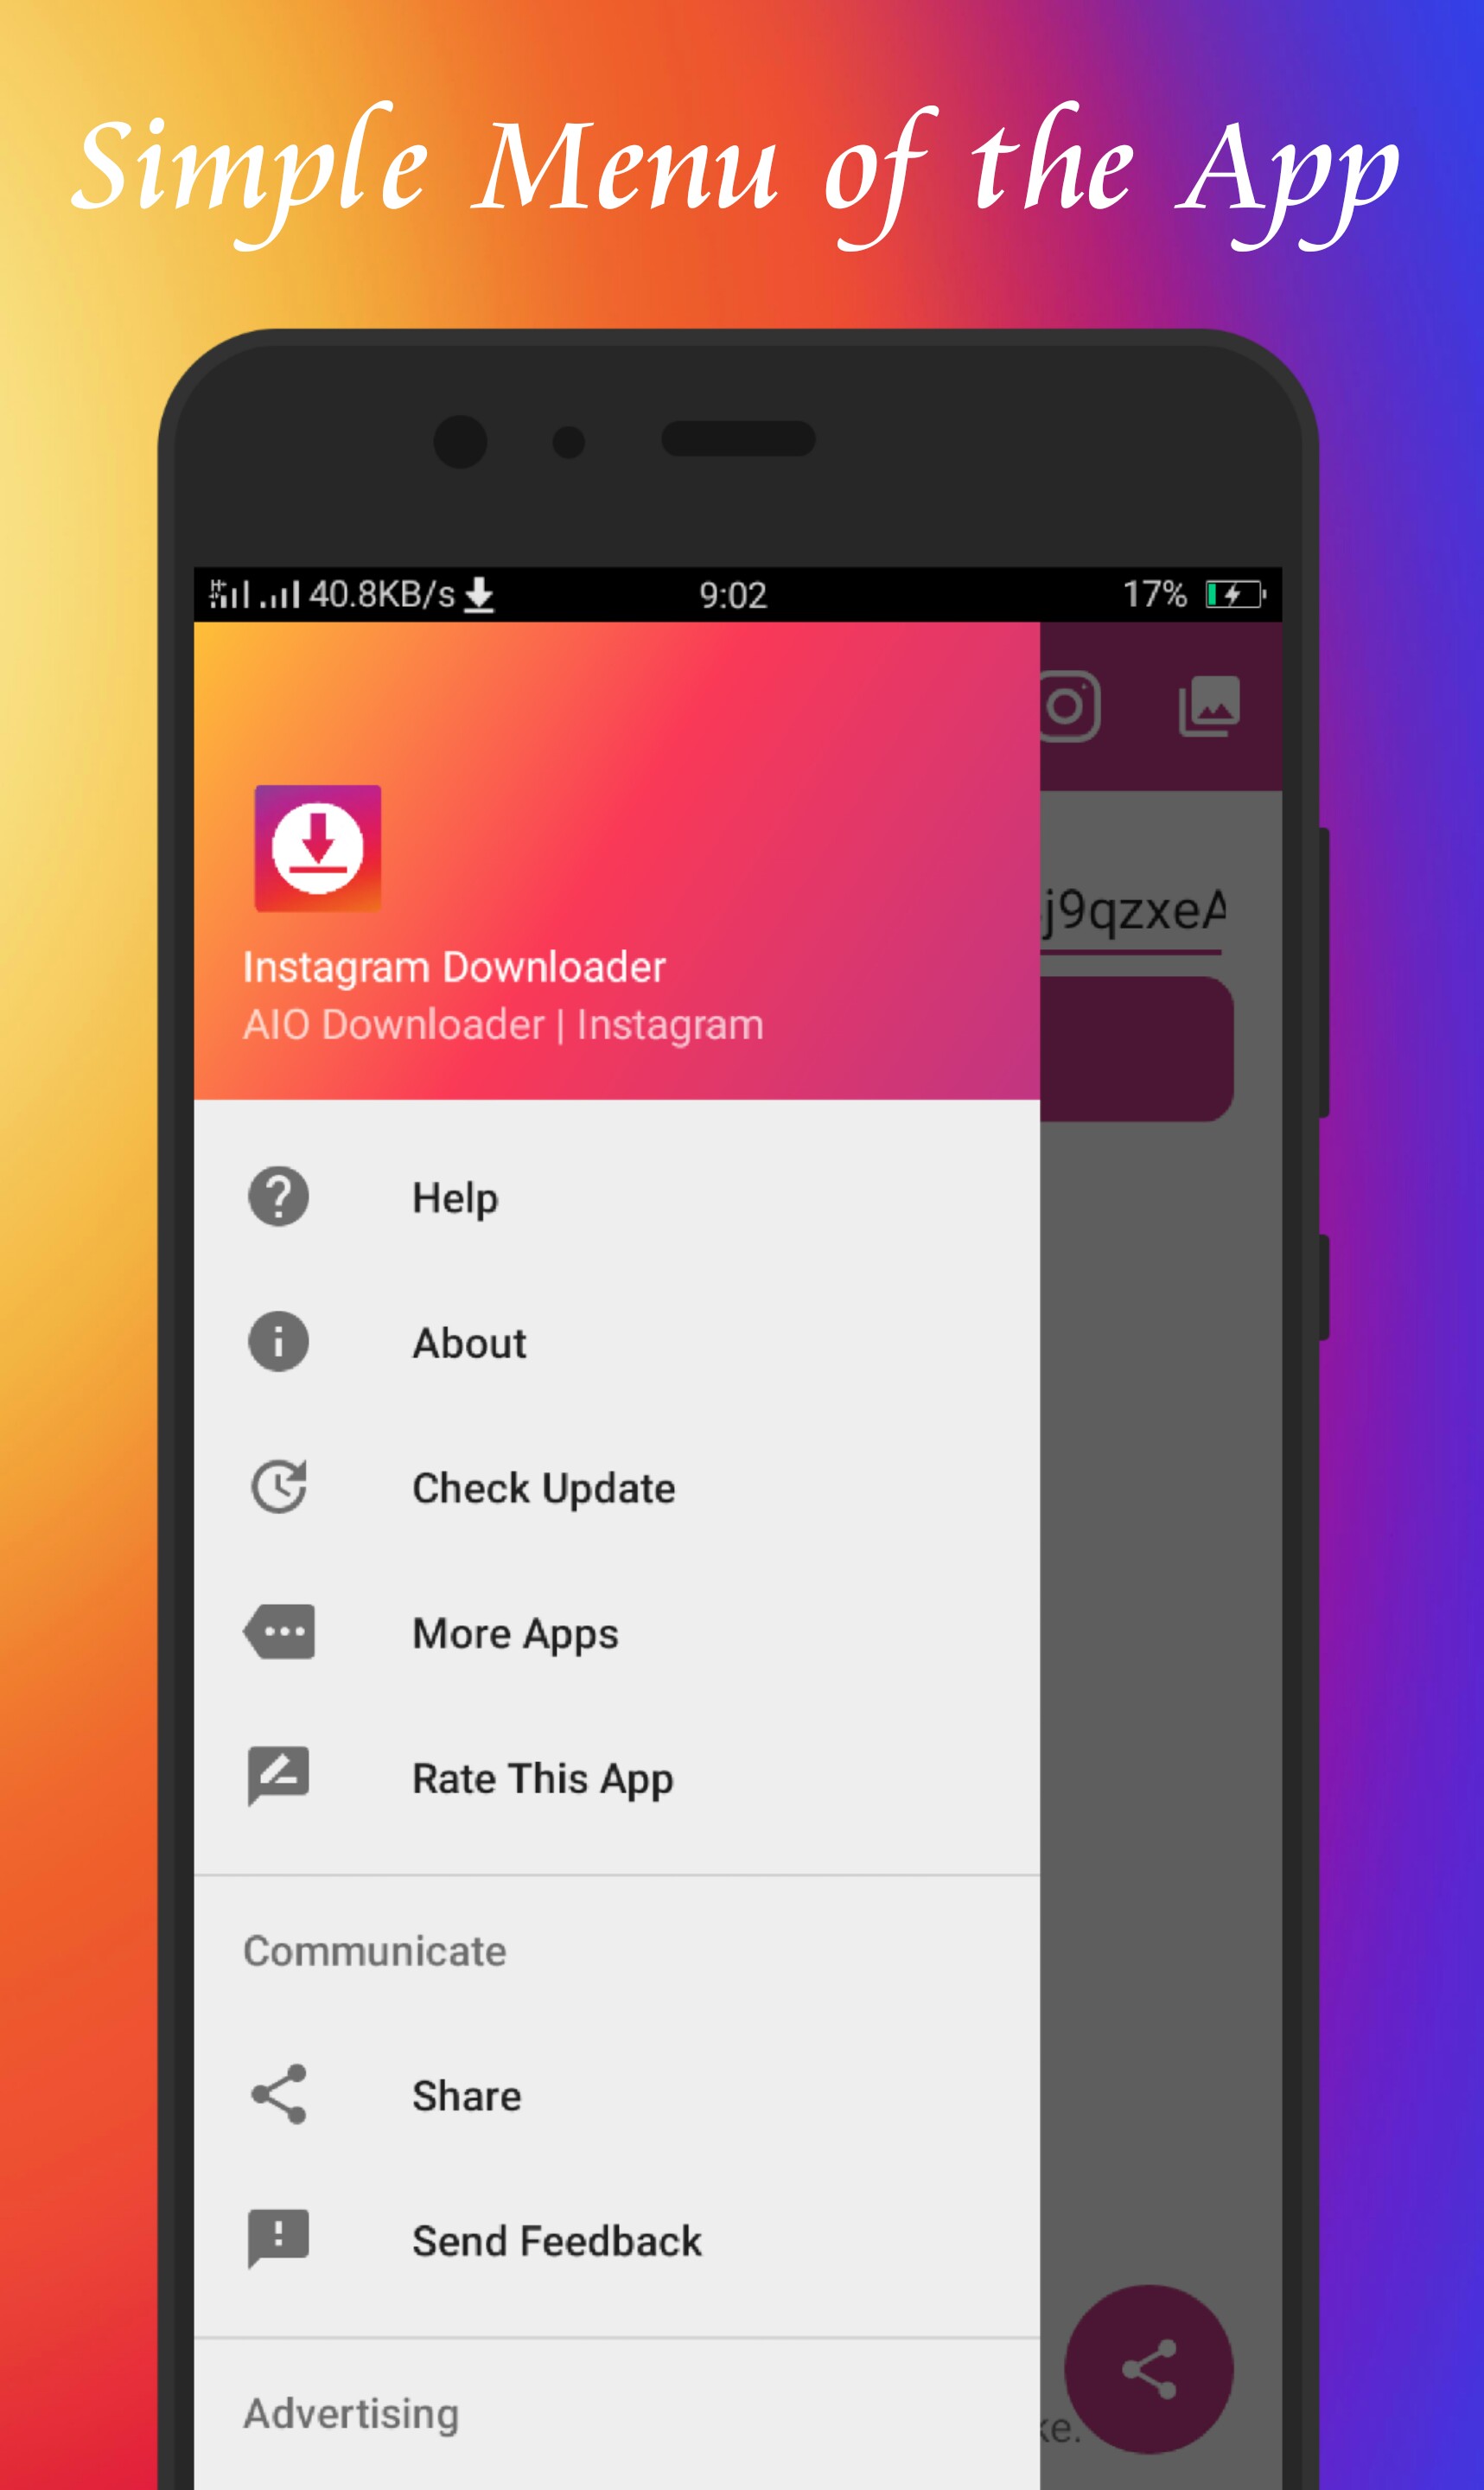 Simple Menu of the App
40.8KB/s 9:02 17%
Instagram Downloader
AIO Downloader | Instagram
j9qzxeA
Help
About
Check Update
More Apps
Rate This App
Communicate
Share
Send Feedback
Advertising
ke.